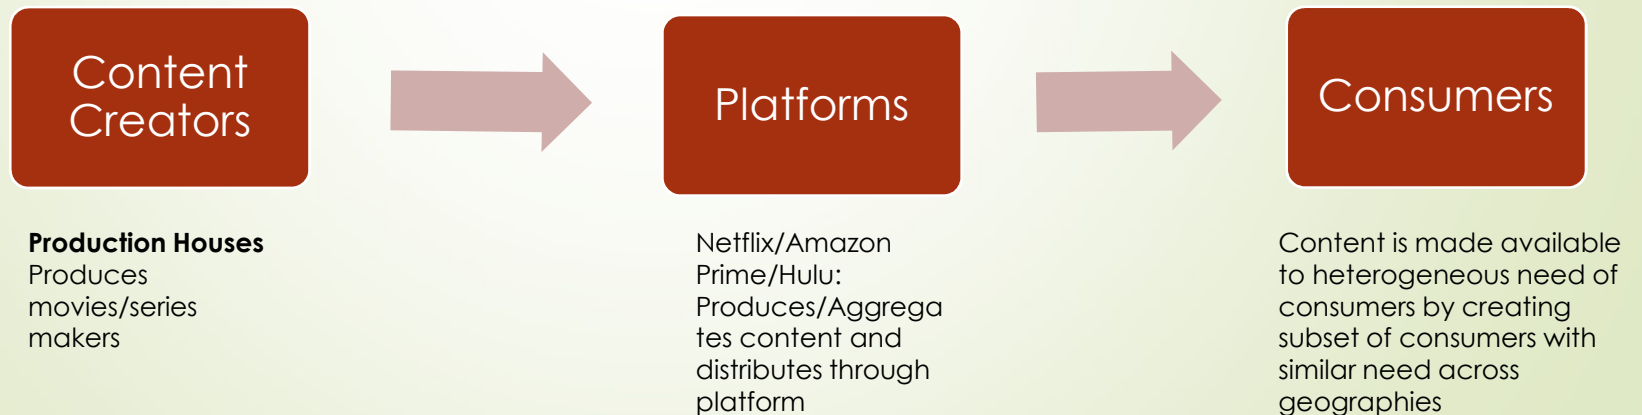 Content
Creators
Platforms
Consumers
Production Houses
Produces
movies/series
makers
Netflix/Amazon
Prime/Hulu:
Produces/Aggrega
tes content and
distributes through
platform
Content is made available
to heterogeneous need of
consumers by creating
subset of consumers with
similar need across
geographies